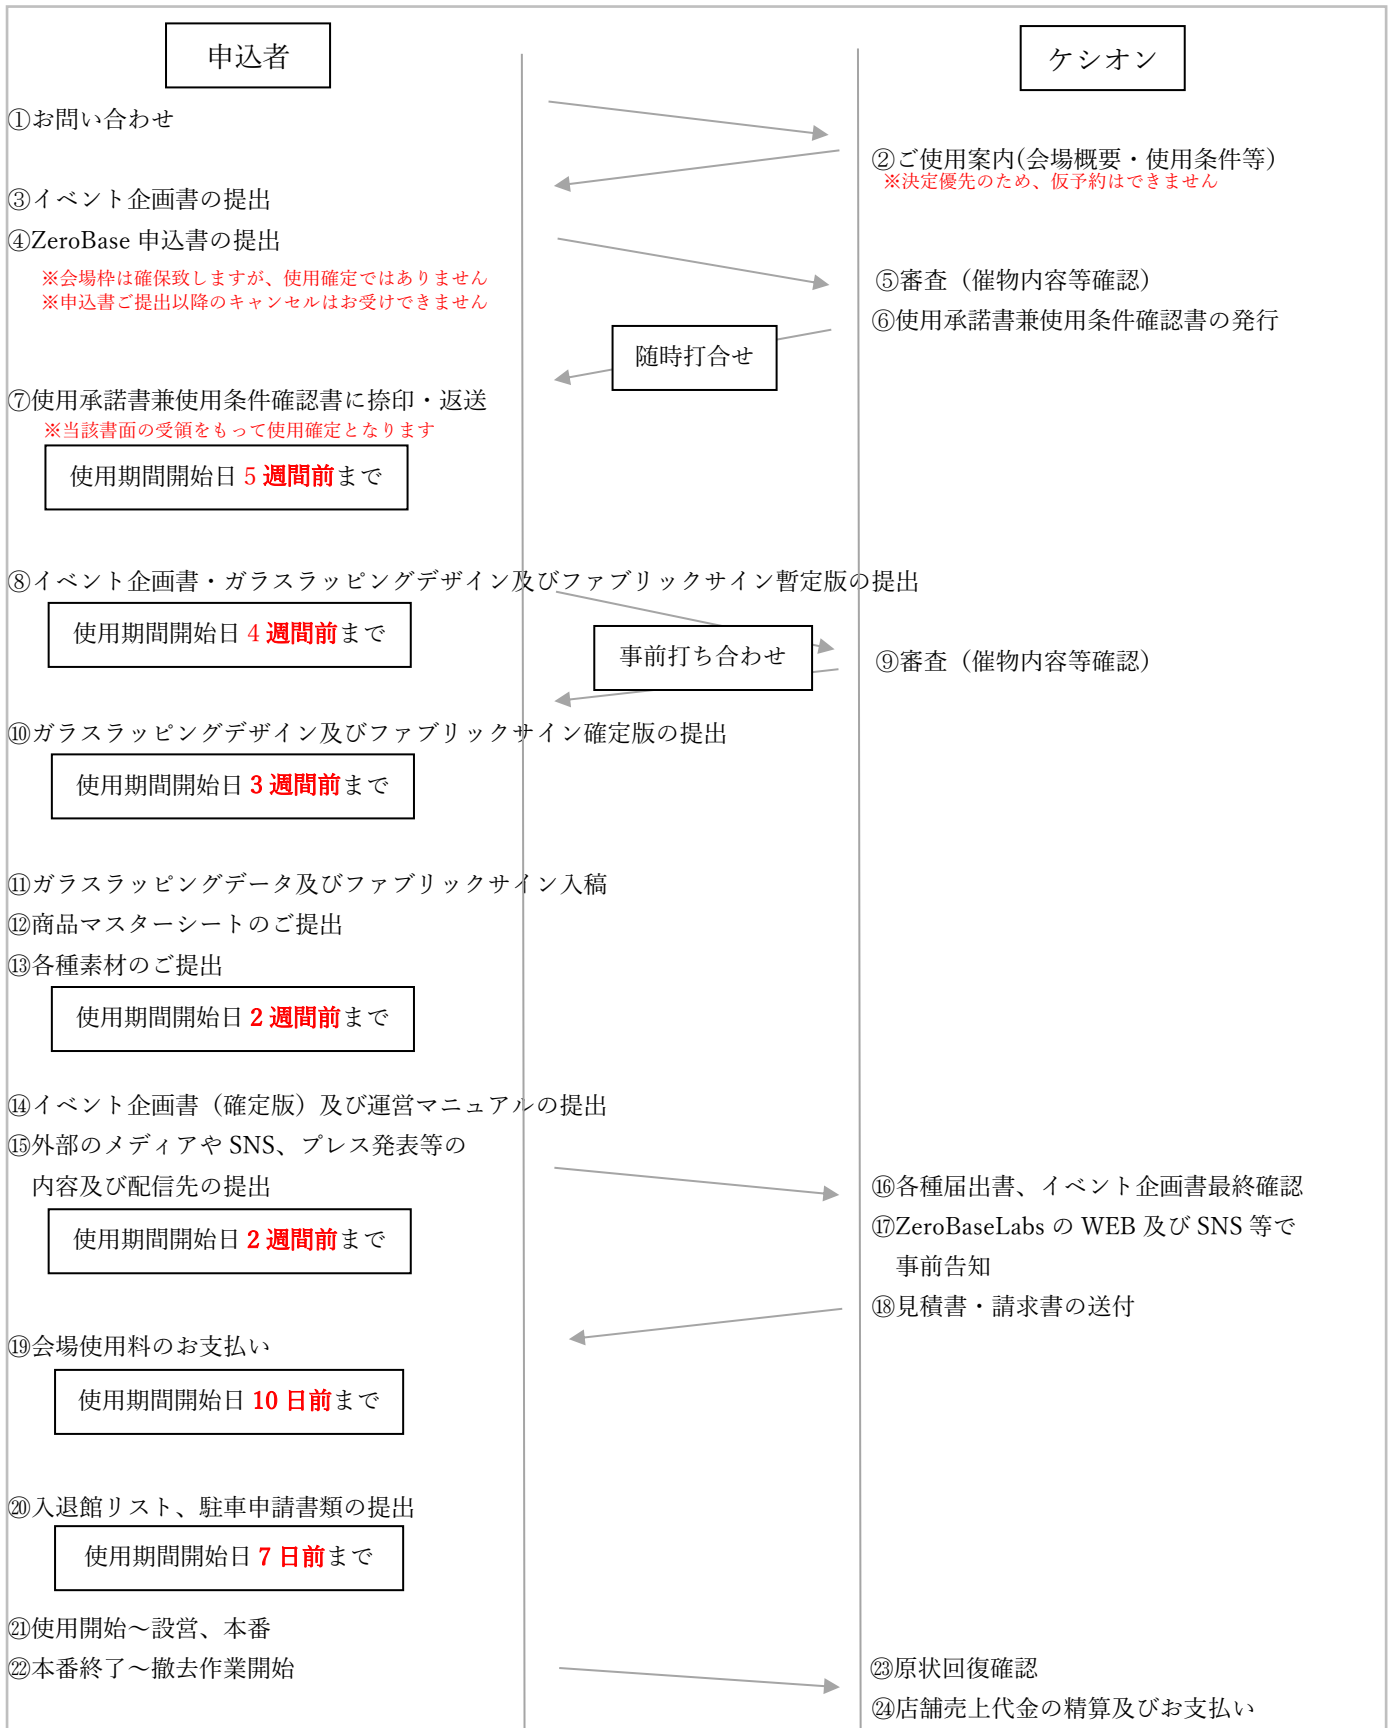 申込者
ケシオン
①お問い合わせ
②ご使用案内(会場概要・使用条件等)
※決定優先のため、仮予約はできません
③イベント企画書の提出
④ZeroBase 申込書の提出
※会場枠は確保致しますが、使用確定ではありません
※申込書ご提出以降のキャンセルはお受けできません
⑤審査（催物内容等確認）
⑥使用承諾書兼使用条件確認書の発行
随時打合せ
⑦使用承諾書兼使用条件確認書に捺印・返送
※当該書面の受領をもって使用確定となります
使用期間開始日 5 週間前まで
⑧イベント企画書・ガラスラッピングデザイン及びファブリックサイン暫定版の提出
使用期間開始日 4 週間前まで
事前打ち合わせ
⑨審査（催物内容等確認）
⑩ガラスラッピングデザイン及びファブリックサイン確定版の提出
使用期間開始日 3 週間前まで
⑪ガラスラッピングデータ及びファブリックサイン入稿
⑫商品マスターシートのご提出
⑬各種素材のご提出
使用期間開始日 2 週間前まで
⑭イベント企画書（確定版）及び運営マニュアルの提出
⑮外部のメディアや SNS、プレス発表等の
内容及び配信先の提出
使用期間開始日 2 週間前まで
⑯各種届出書、イベント企画書最終確認
⑰ZeroBaseLabs の WEB 及び SNS 等で
事前告知
⑱見積書・請求書の送付
⑲会場使用料のお支払い
使用期間開始日 10 日前まで
⑳入退館リスト、駐車申請書類の提出
使用期間開始日 7 日前まで
㉑使用開始～設営、本番
㉒本番終了～撤去作業開始
㉓原状回復確認
㉔店舗売上代金の精算及びお支払い